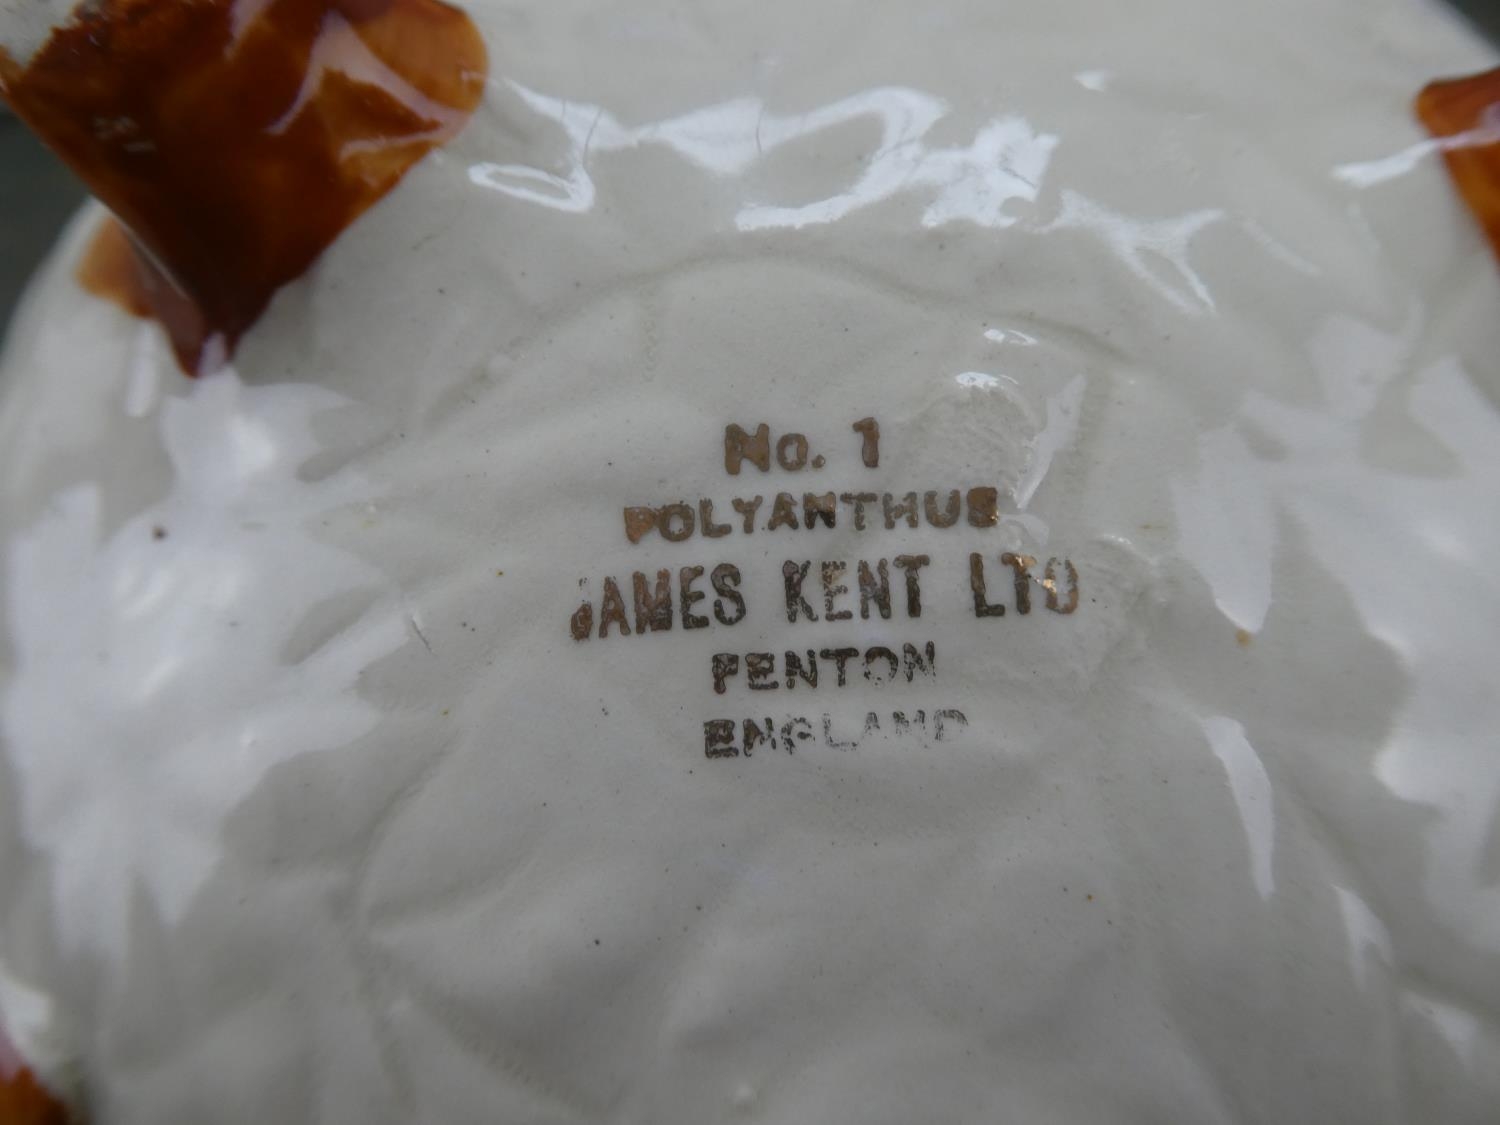 No. 1
POLYANTHUS
JAMES KENT LTD
FENTON
ENGLAND